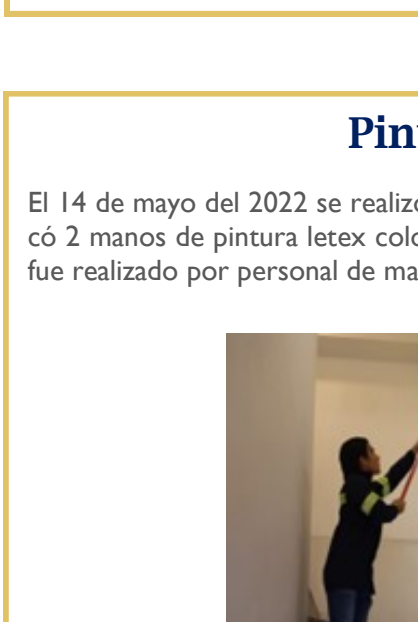 Pin
El 14 de mayo del 2022 se realizó
có 2 manos de pintura letex colo
fue realizado por personal de ma